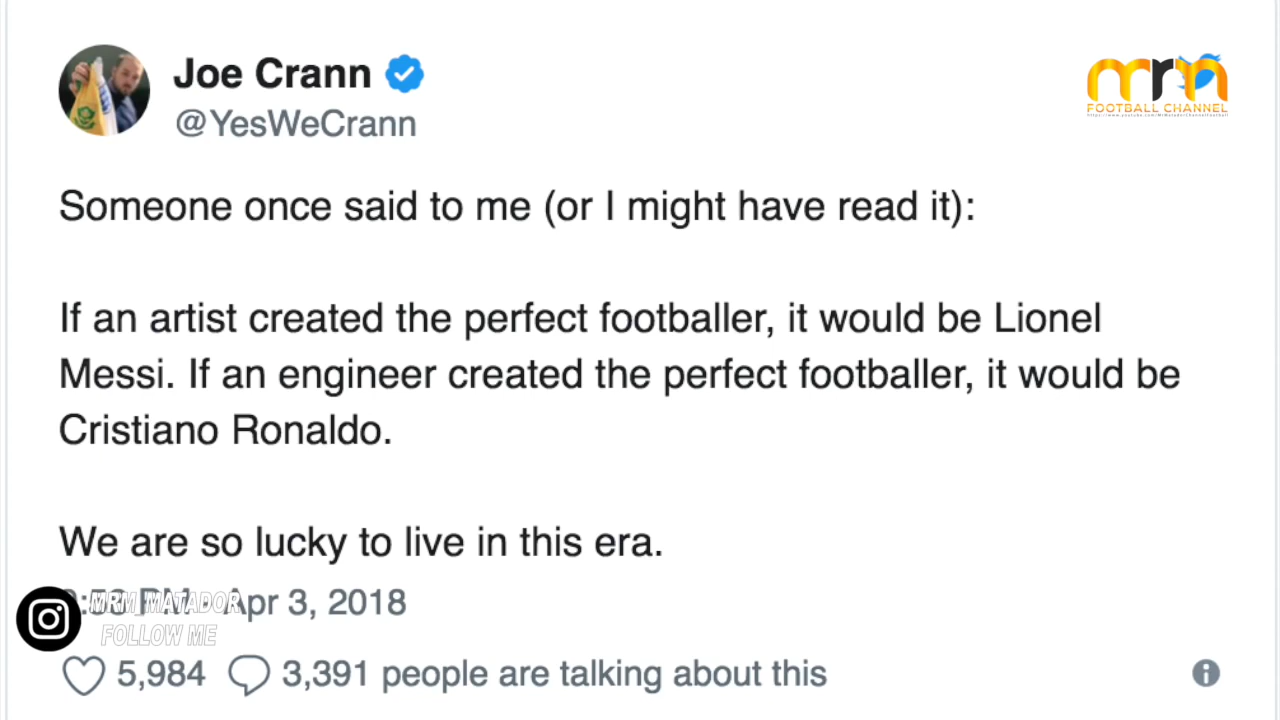 Joe Crann
@YesWeCrann
mrm
FOOTBALL CHANNEL
Someone once said to me (or I might have read it):
If an artist created the perfect footballer, it would be Lionel
Messi. If an engineer created the perfect footballer, it would be
Cristiano Ronaldo.
We are so lucky to live in this era.
PM · Apr 3, 2018
MRM_MATADOR
FOLLOW ME
5,984 3,391 people are talking about this